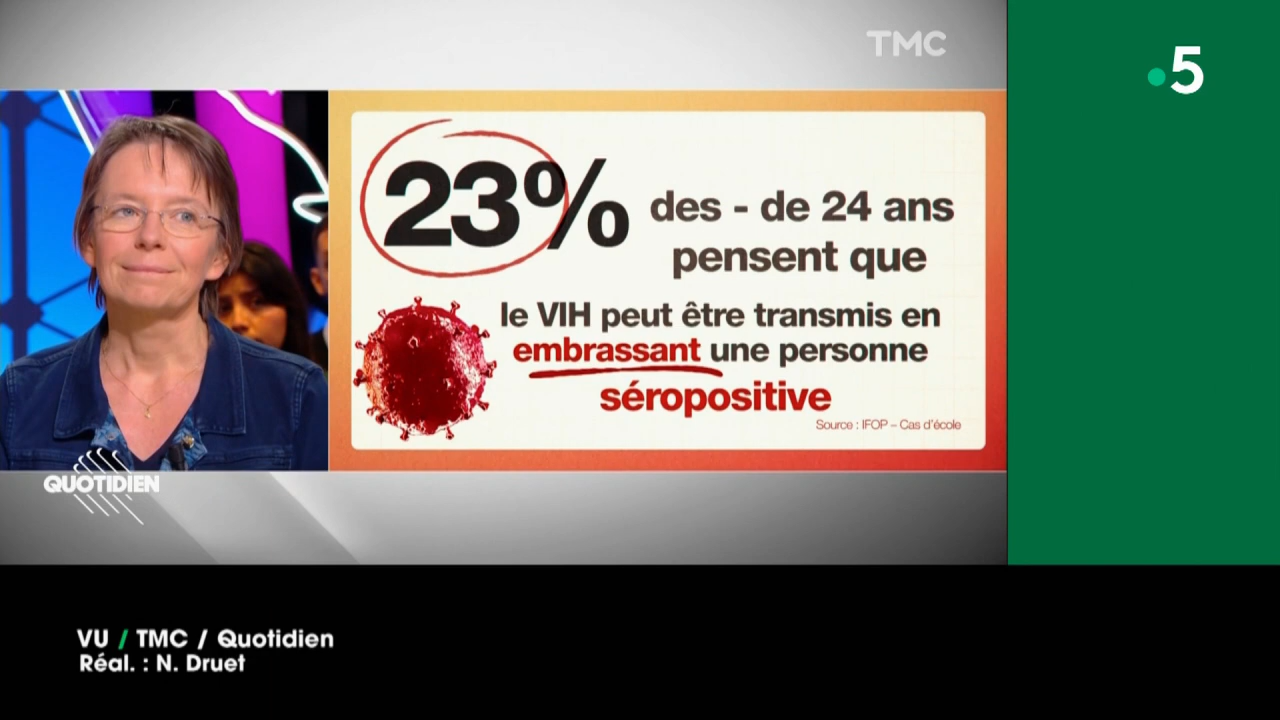 TMC
5
23% des - de 24 ans
pensent que
le VIH peut être transmis en
embrassant une personne
séropositive
Source : IFOP – Cas d'école
QUOTIDIEN
VU / TMC / Quotidien
Réal. : N. Druet